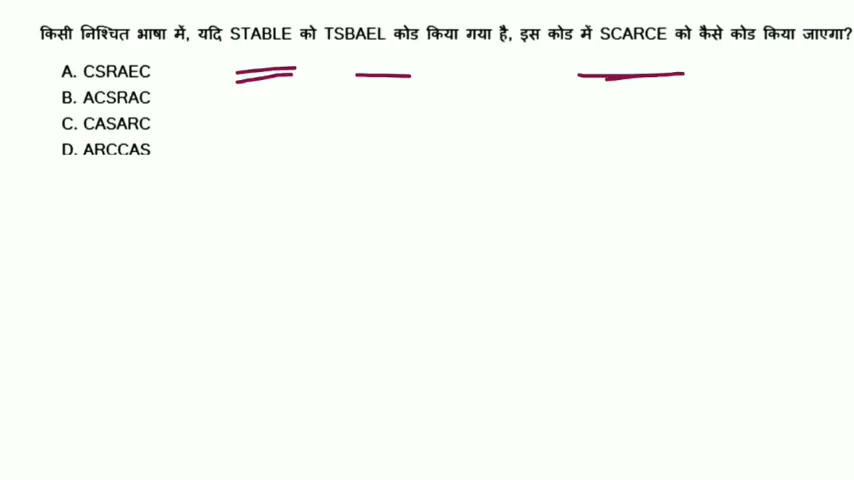 किसी निश्चित भाषा में, यदि STABLE को TSBAEL कोड किया गया है, इस कोड में SCARCE को कैसे कोड किया जाएगा?
A. CSRAEC
B. ACSRAC
C. CASARC
D. ARCCAS